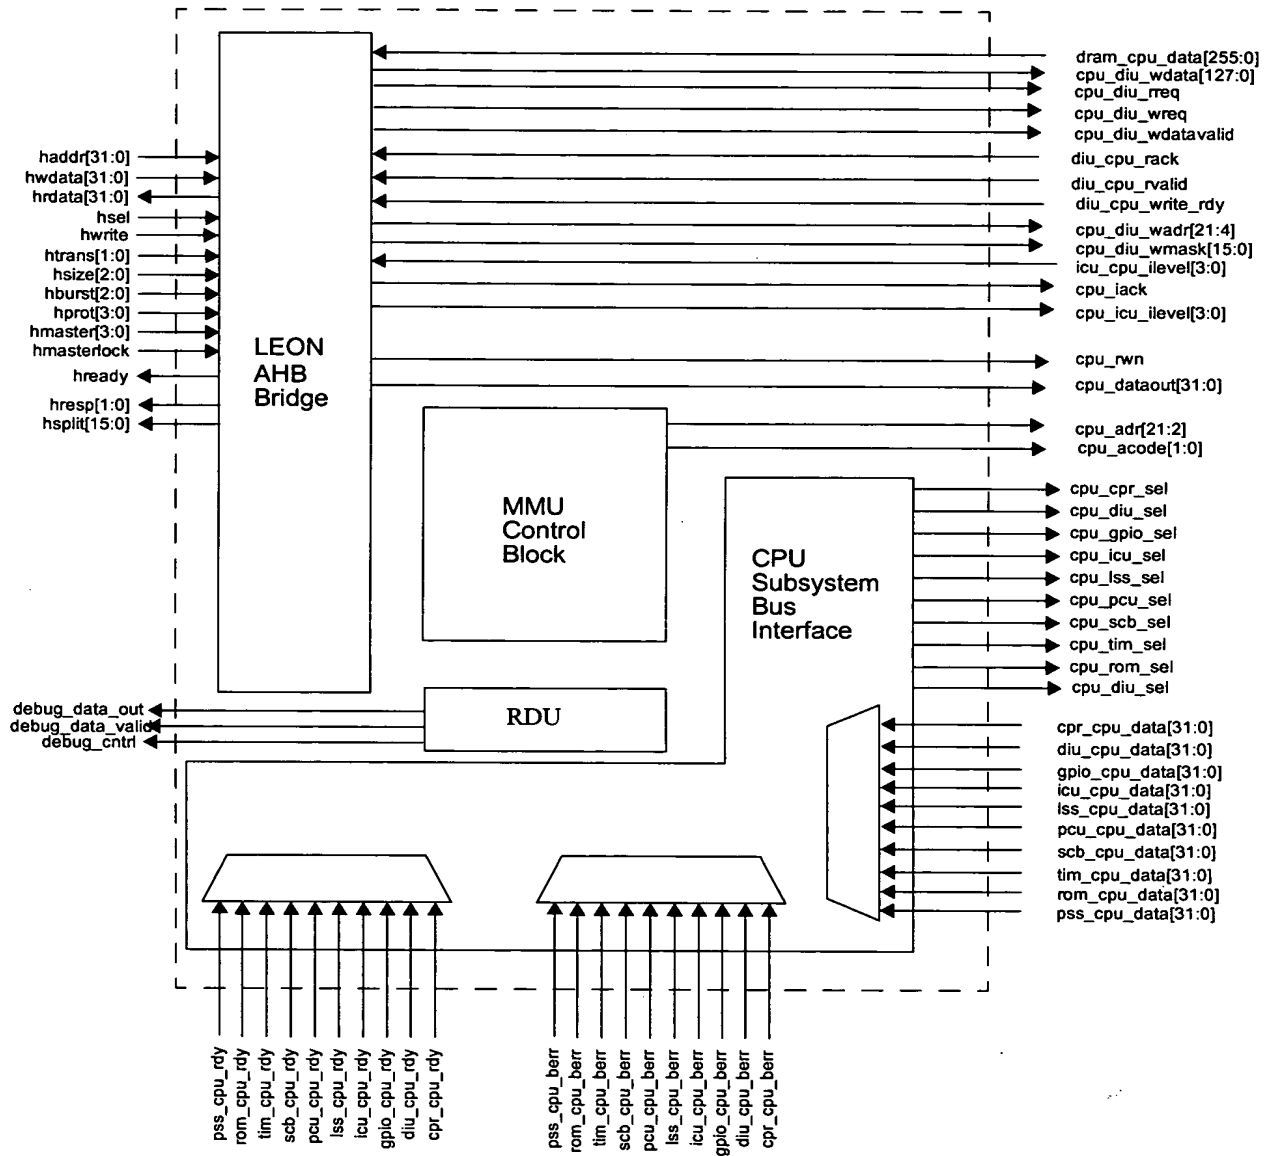 haddr[31:0]
hwdata[31:0]
hrdata[31:0]
hsel
hwrite
htrans[1:0]
hsize[2:0]
hburst[2:0]
hprot[3:0]
hmaster[3:0]
hmasterlock
hready
hresp[1:0]
hsplit[15:0]
LEON
AHB
Bridge
dram_cpu_data[255:0]
cpu_diu_wdata[127:0]
cpu_diu_rreq
cpu_diu_wreq
cpu_diu_wdatavalid
diu_cpu_rack
diu_cpu_rvalid
diu_cpu_write_rdy
cpu_diu_wadr[21:4]
cpu_diu_wmask[15:0]
icu_cpu_ilevel[3:0]
cpu_iack
cpu_icu_ilevel[3:0]
cpu_rwn
cpu_dataout[31:0]
cpu_adr[21:2]
cpu_acode[1:0]
MMU
Control
Block
CPU
Subsystem
Bus
Interface
cpu_cpr_sel
cpu_diu_sel
cpu_gpio_sel
cpu_icu_sel
cpu_lss_sel
cpu_pcu_sel
cpu_scb_sel
cpu_tim_sel
cpu_rom_sel
cpu_diu_sel
debug_data_out
debug_data_valid
debug_cntrl
RDU
cpr_cpu_data[31:0]
diu_cpu_data[31:0]
gpio_cpu_data[31:0]
icu_cpu_data[31:0]
lss_cpu_data[31:0]
pcu_cpu_data[31:0]
scb_cpu_data[31:0]
tim_cpu_data[31:0]
rom_cpu_data[31:0]
pss_cpu_data[31:0]
pss_cpu_rdy
rom_cpu_rdy
tim_cpu_rdy
scb_cpu_rdy
pcu_cpu_rdy
lss_cpu_rdy
icu_cpu_rdy
gpio_cpu_rdy
diu_cpu_rdy
cpr_cpu_rdy
pss_cpu_berr
rom_cpu_berr
tim_cpu_berr
scb_cpu_berr
pcu_cpu_berr
lss_cpu_berr
icu_cpu_berr
gpio_cpu_berr
diu_cpu_berr
cpr_cpu_berr